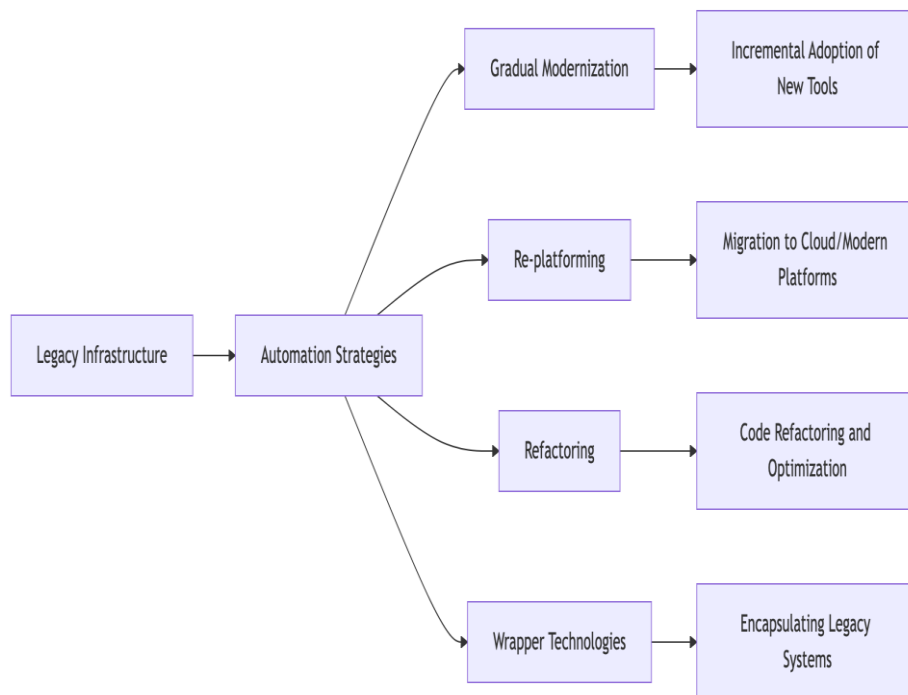 Legacy Infrastructure
Automation Strategies
Gradual Modernization
Incremental Adoption of
New Tools
Re-platforming
Migration to Cloud/Modern
Platforms
Refactoring
Code Refactoring and
Optimization
Wrapper Technologies
Encapsulating Legacy
Systems